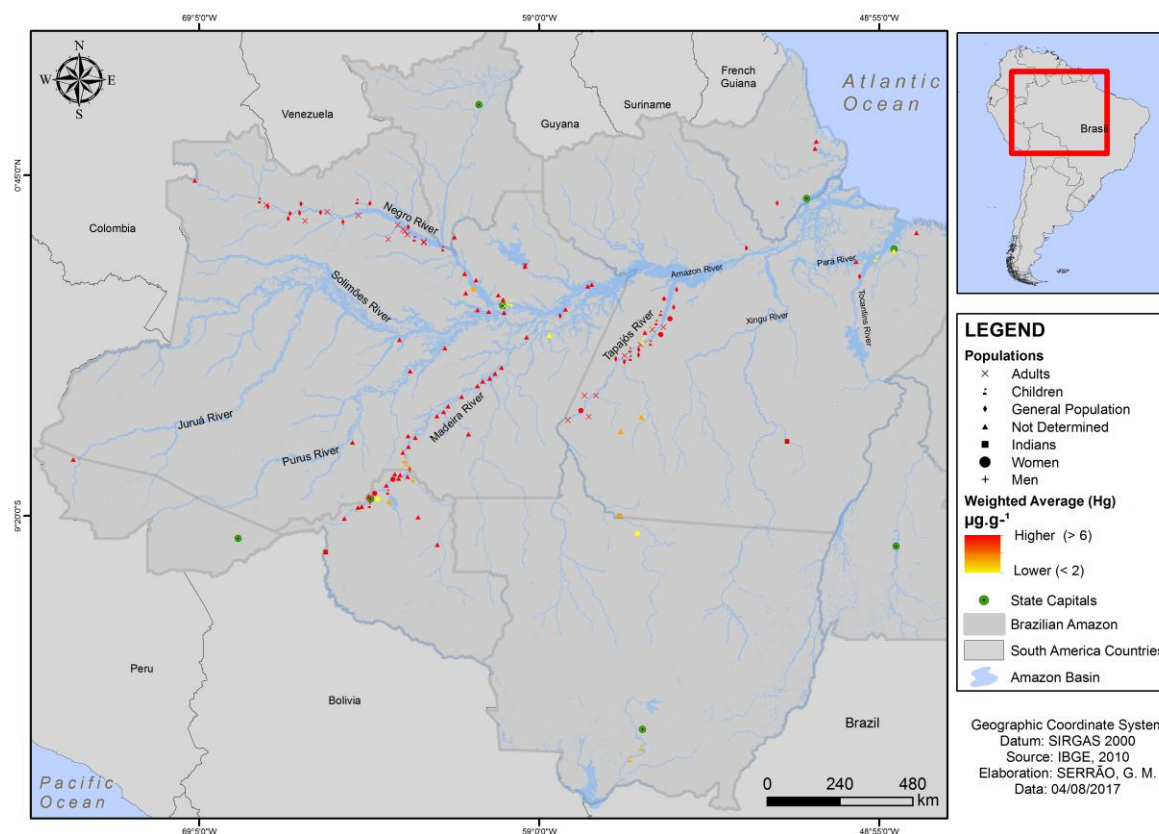 69°5'0"W
59°0'0"W
48°55'0"W
N
W
E
S
Venezuela
Guyana
Suriname
French
Guiana
Atlantic
Ocean
0°45'0"N
Colombia
Negro River
Solimões River
Amazon River
Pará River
Tocantins River
Xingu River
Tapajós River
Madeira River
Juruá River
Purus River
9°20'0"S
Peru
Bolivia
Brazil
Pacific
Ocean
0 240 480
km
69°5'0"W
59°0'0"W
48°55'0"W
Brasil
LEGEND
Populations
Adults
Children
General Population
Not Determined
Indians
Women
Men
Weighted Average (Hg)
µg.g-¹
Higher (> 6)
Lower (< 2)
State Capitals
Brazilian Amazon
South America Countries
Amazon Basin
Geographic Coordinate System
Datum: SIRGAS 2000
Source: IBGE, 2010
Elaboration: SERRÃO, G. M.
Data: 04/08/2017